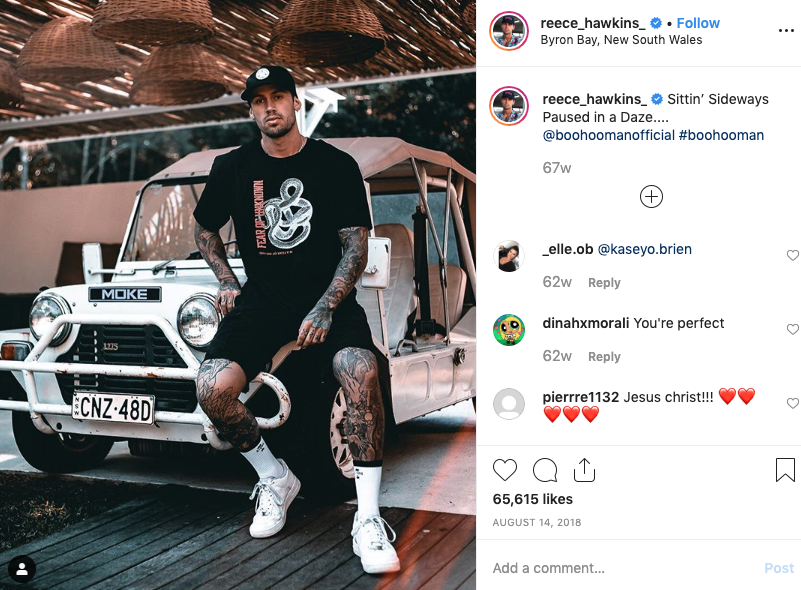 reece_hawkins_ • Follow
Byron Bay, New South Wales
reece_hawkins_ Sittin’ Sideways
Paused in a Daze....
@boohoomanofficial #boohooman
67w
_elle.ob @kaseyo.brien
62w Reply
dinahxmorali You're perfect
62w Reply
pierrre1132 Jesus christ!!! ❤️❤️
❤️❤️❤️
65,615 likes
AUGUST 14, 2018
Add a comment... Post
FEAR OF UNKNOWN
MOKE
1275
CNZ·48D